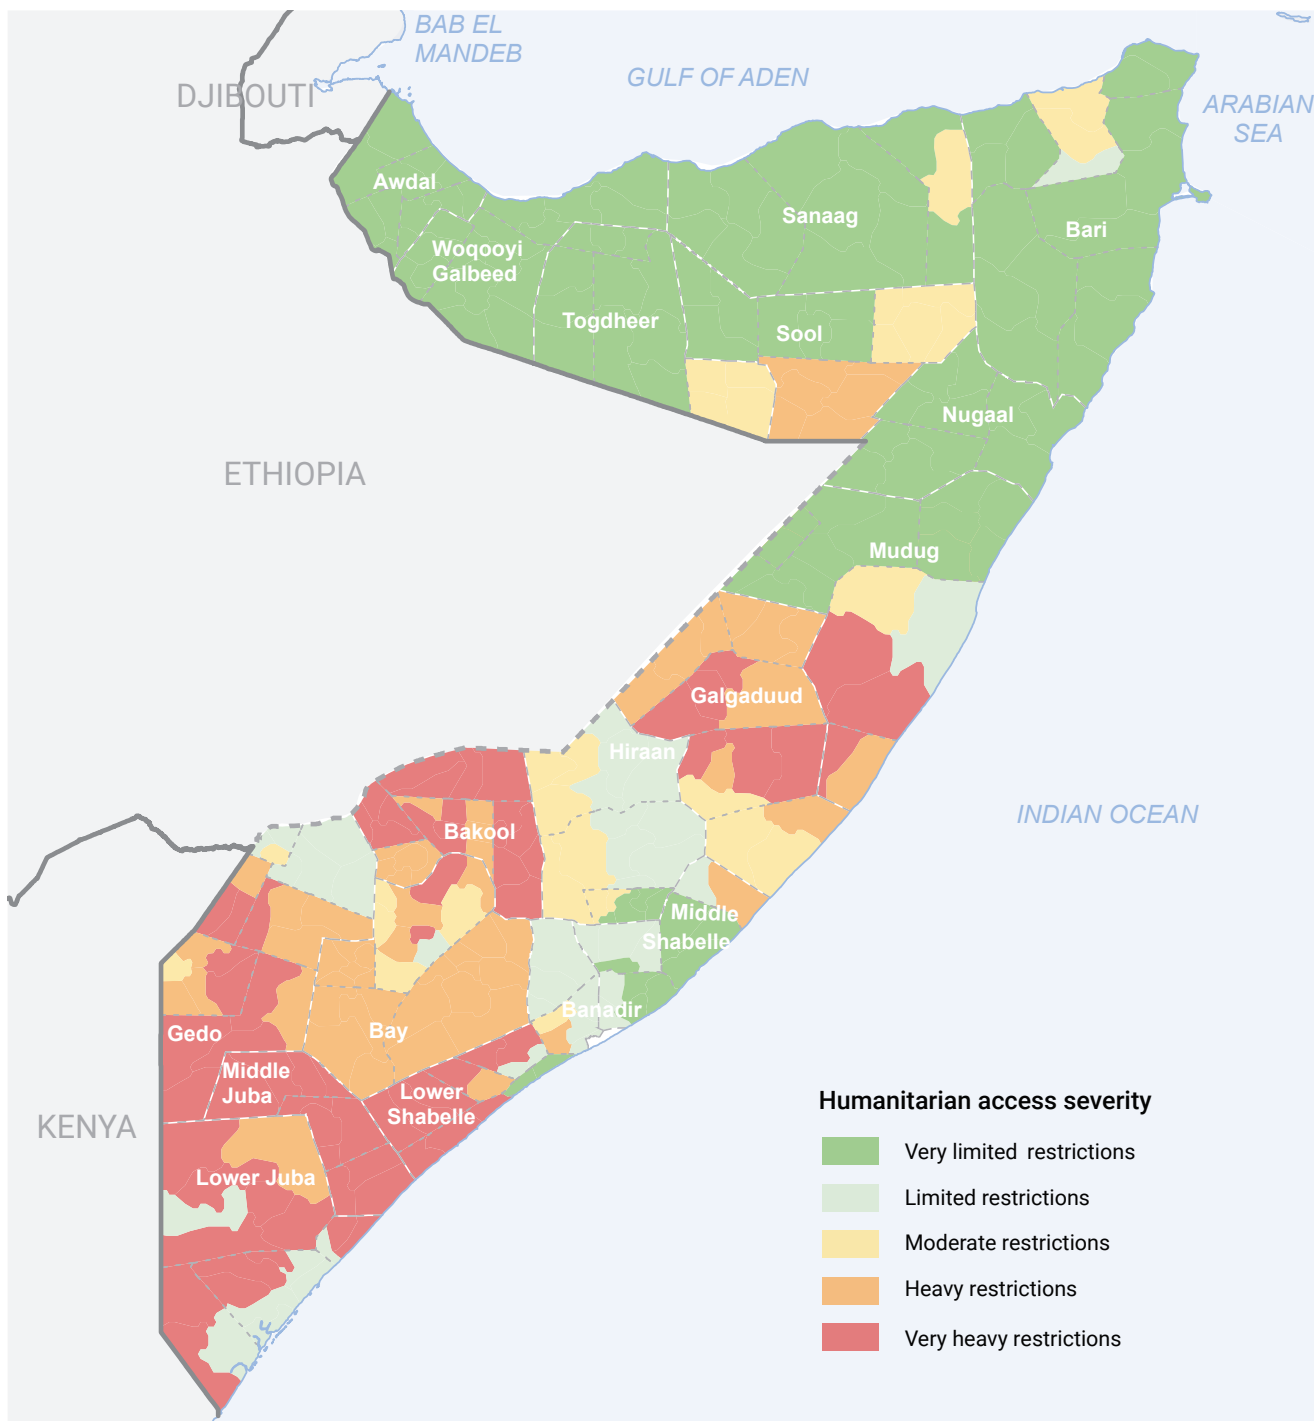 BAB EL
MANDEB
GULF OF ADEN
DJIBOUTI
ARABIAN
SEA
Awdal
Sanaag
Bari
Woqooyi
Galbeed
Togdheer
Sool
Nugaal
ETHIOPIA
Mudug
Galgaduud
Hiraan
INDIAN OCEAN
Bakool
Middle
Shabelle
Banadir
Gedo
Bay
Middle
Juba
Lower
Shabelle
KENYA
Lower Juba
Humanitarian access severity
Very limited restrictions
Limited restrictions
Moderate restrictions
Heavy restrictions
Very heavy restrictions